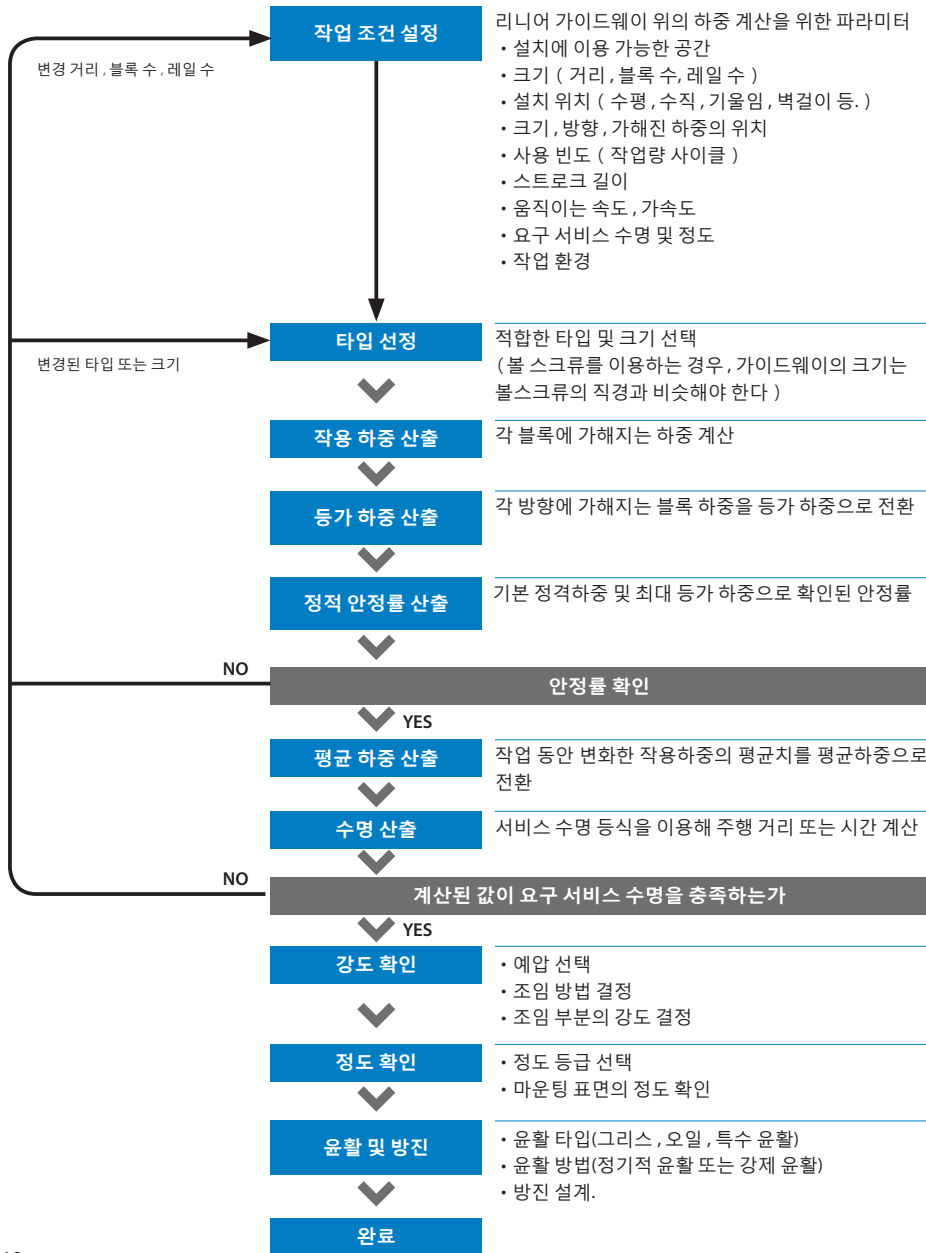 작업 조건 설정
리니어 가이드웨이 위의 하중 계산을 위한 파라미터
・설치에 이용 가능한 공간
・크기 ( 거리 , 블록 수, 레일 수 )
・설치 위치 ( 수평 , 수직 , 기울임 , 벽걸이 등. )
・크기 , 방향 , 가해진 하중의 위치
・사용 빈도 ( 작업량 사이클 )
・스트로크 길이
・움직이는 속도 , 가속도
・요구 서비스 수명 및 정도
・작업 환경
변경 거리 , 블록 수 , 레일 수
타입 선정
적합한 타입 및 크기 선택
( 볼 스크류를 이용하는 경우 , 가이드웨이의 크기는
볼스크류의 직경과 비슷해야 한다 )
변경된 타입 또는 크기
작용 하중 산출
각 블록에 가해지는 하중 계산
등가 하중 산출
각 방향에 가해지는 블록 하중을 등가 하중으로 전환
정적 안정률 산출
기본 정격하중 및 최대 등가 하중으로 확인된 안정률
NO
안정률 확인
YES
평균 하중 산출
작업 동안 변화한 작용하중의 평균치를 평균하중으로
전환
수명 산출
서비스 수명 등식을 이용해 주행 거리 또는 시간 계산
NO
계산된 값이 요구 서비스 수명을 충족하는가
YES
강도 확인
・예압 선택
・조임 방법 결정
・조임 부분의 강도 결정
정도 확인
・정도 등급 선택
・마운팅 표면의 정도 확인
윤활 및 방진
・윤활 타입(그리스 , 오일 , 특수 윤활)
・윤활 방법(정기적 윤활 또는 강제 윤활)
・방진 설계.
완료